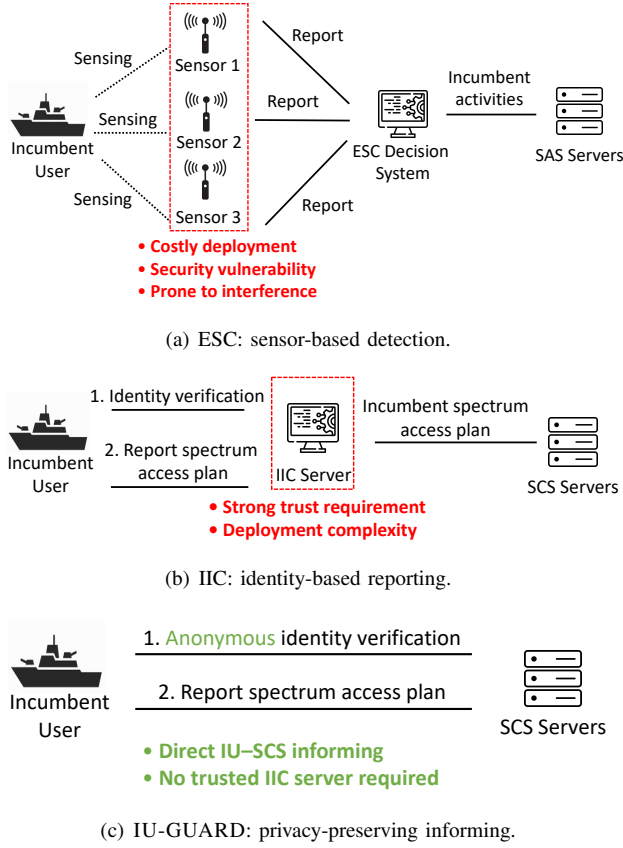 Sensing
Sensor 1
Report
Incumbent
activities
Incumbent
User
Sensing
Sensor 2
Report
ESC Decision
System
SAS Servers
Sensing
Sensor 3
Report
• Costly deployment
• Security vulnerability
• Prone to interference
(a) ESC: sensor-based detection.
1. Identity verification
2. Report spectrum
access plan
Incumbent
User
IIC Server
Incumbent spectrum
access plan
SCS Servers
• Strong trust requirement
• Deployment complexity
(b) IIC: identity-based reporting.
1. Anonymous identity verification
2. Report spectrum access plan
Incumbent
User
SCS Servers
• Direct IU–SCS informing
• No trusted IIC server required
(c) IU-GUARD: privacy-preserving informing.